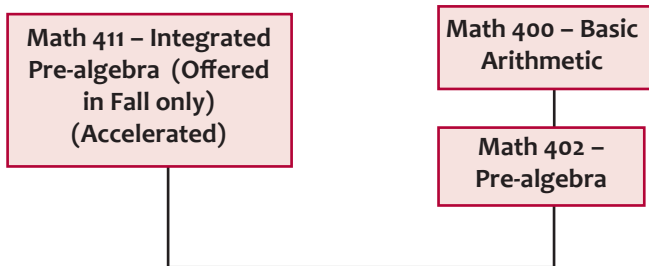 Math 411 – Integrated
Pre-algebra (Offered
in Fall only)
(Accelerated)
Math 400 – Basic
Arithmetic
Math 402 –
Pre-algebra